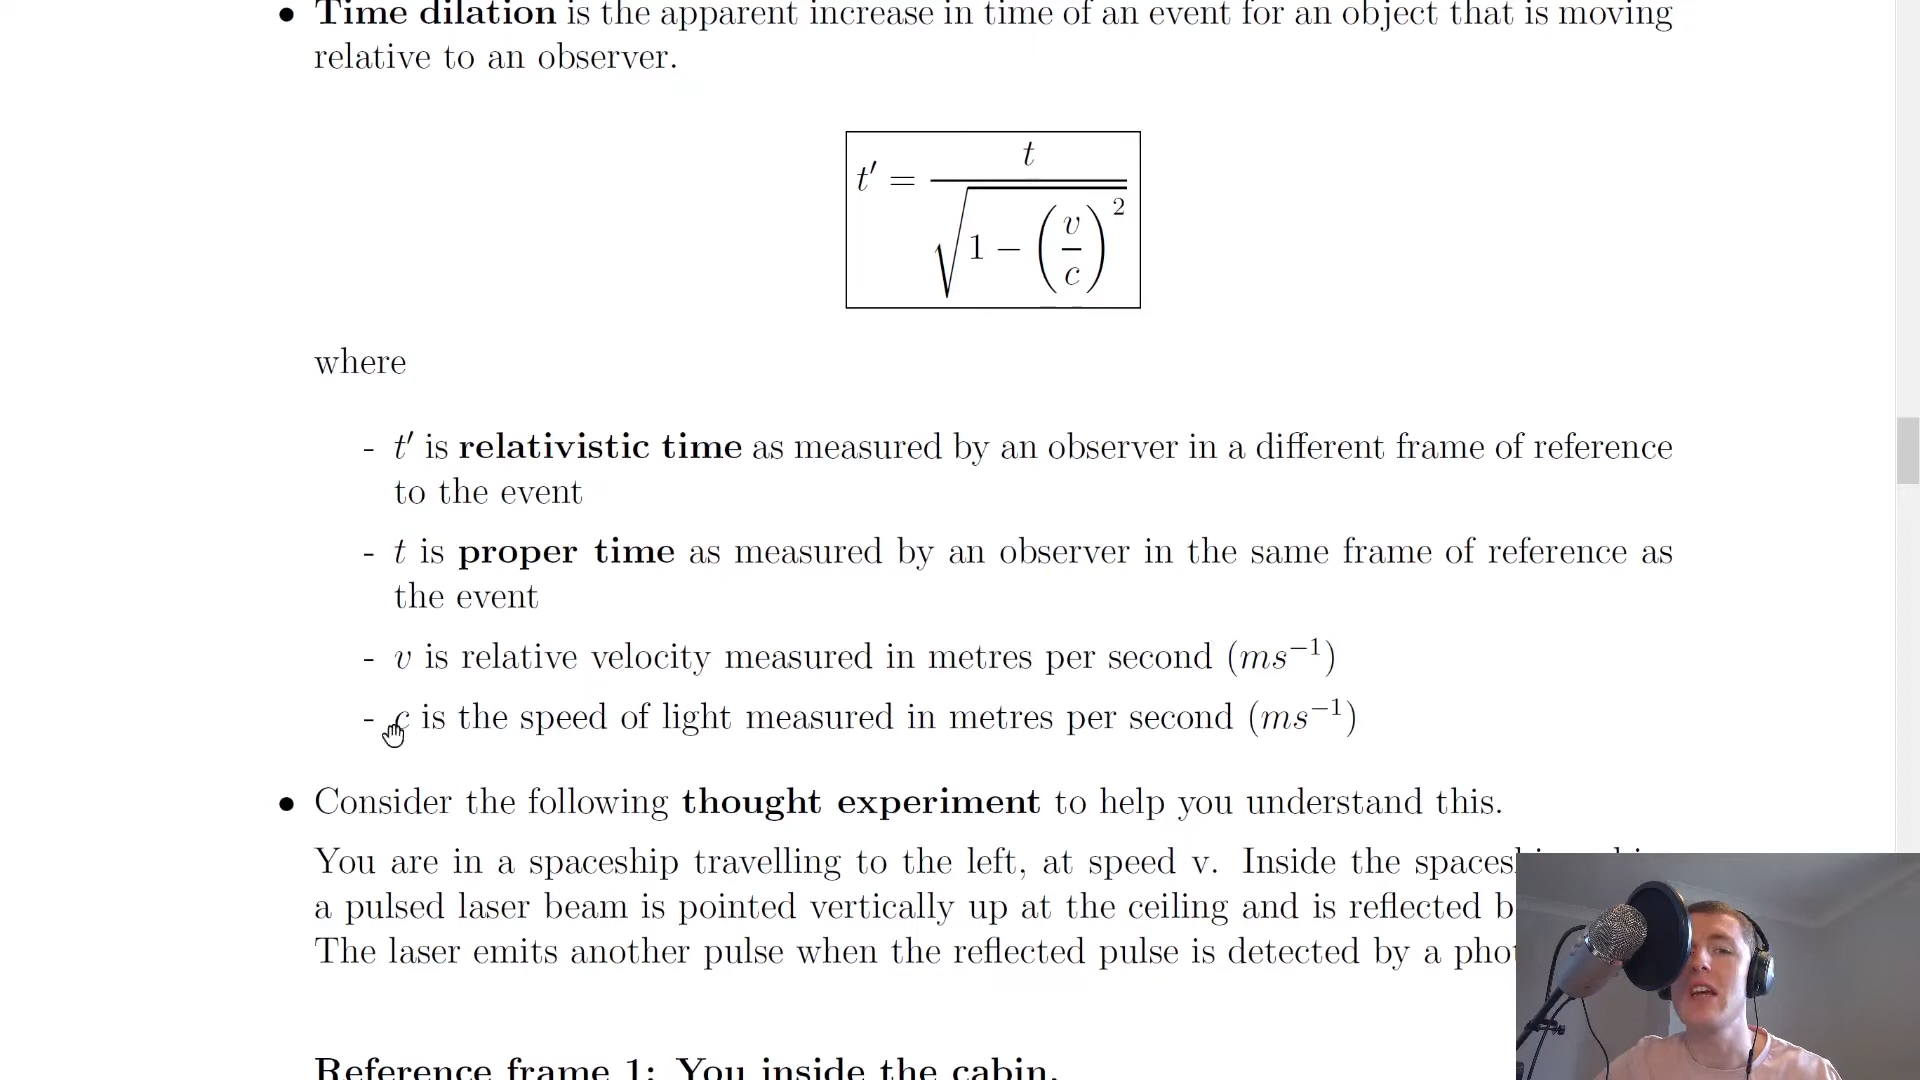 • Time dilation is the apparent increase in time of an event for an object that is moving
relative to an observer.
t′ = t / √(1 − (v/c)²)
where
- t′ is relativistic time as measured by an observer in a different frame of reference
to the event
- t is proper time as measured by an observer in the same frame of reference as
the event
- v is relative velocity measured in metres per second (ms⁻¹)
- c is the speed of light measured in metres per second (ms⁻¹)
• Consider the following thought experiment to help you understand this.
You are in a spaceship travelling to the left, at speed v. Inside the
a pulsed laser beam is pointed vertically up at the ceiling and is reflected
The laser emits another pulse when the reflected pulse is detected by a
Reference frame 1: You inside the cabin.